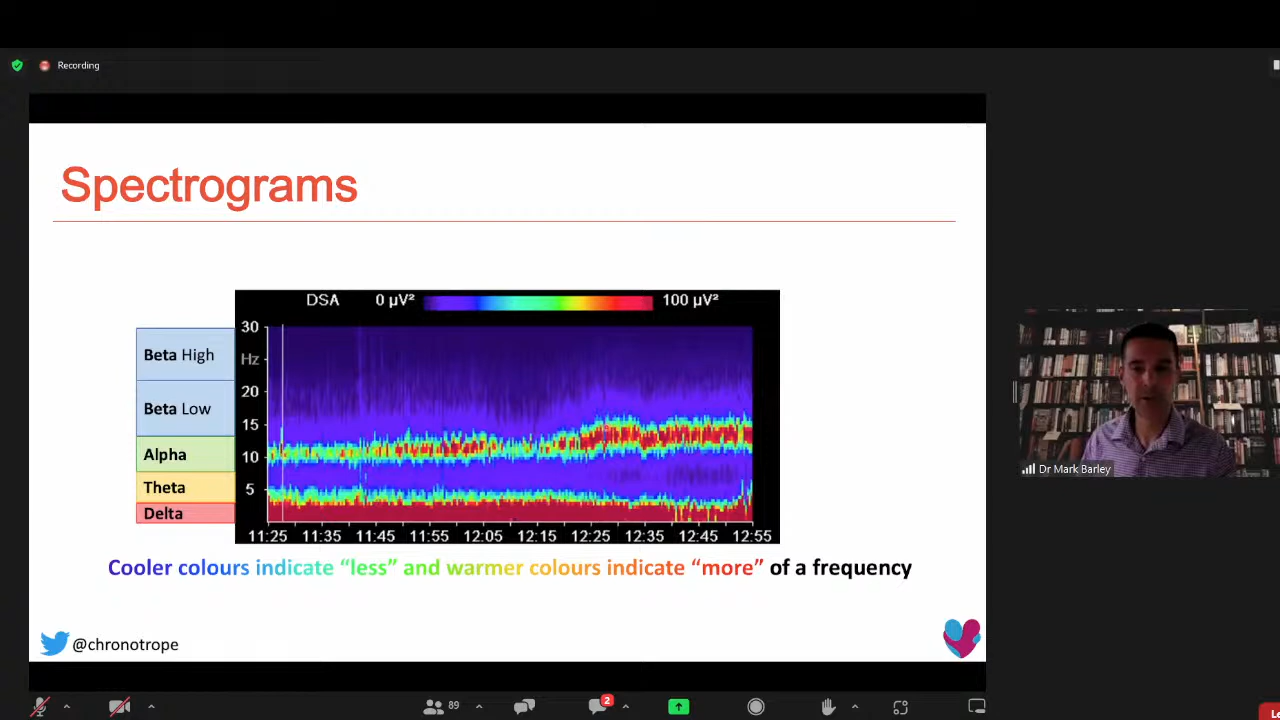 Recording
Spectrograms
DSA 0 µV² 100 µV²
30
Hz
20
15
10
5
Beta High
Beta Low
Alpha
Theta
Delta
11:25 11:35 11:45 11:55 12:05 12:15 12:25 12:35 12:45 12:55
Cooler colours indicate “less” and warmer colours indicate “more” of a frequency
@chronotrope
Dr Mark Barley
89
2
Le